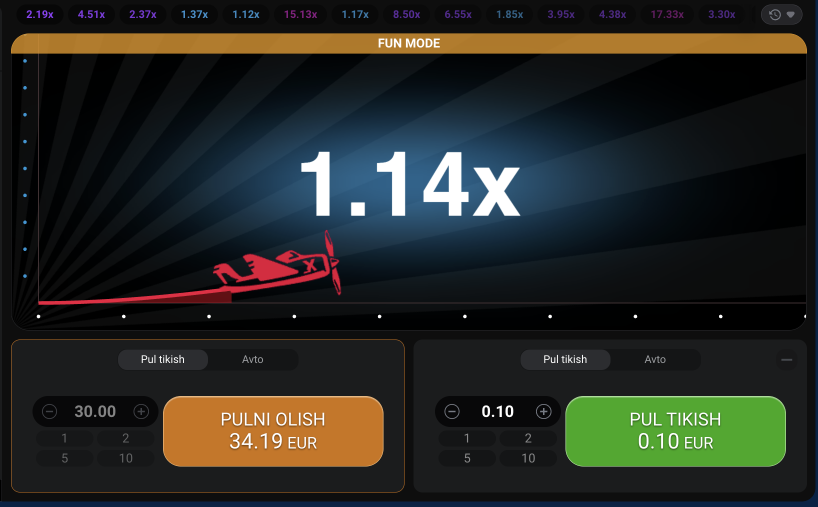 2.19x 4.51x 2.37x 1.37x 1.12x 15.13x 1.17x 8.50x 6.55x 1.85x 3.95x 4.38x 17.33x 3.30x
FUN MODE
1.14x
X
Pul tikish Avto
30.00
1 2
5 10
PULNI OLISH
34.19 EUR
Pul tikish Avto
0.10
1 2
5 10
PUL TIKISH
0.10 EUR